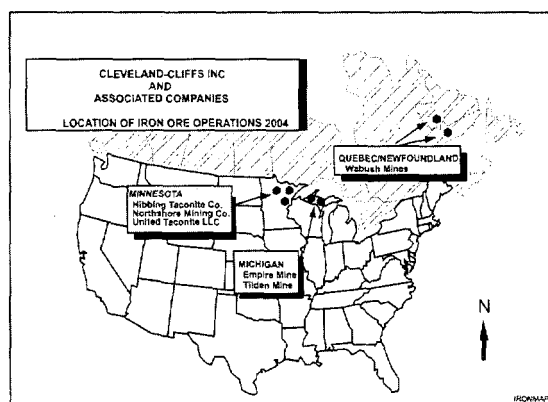 CLEVELAND-CLIFFS INC
AND
ASSOCIATED COMPANIES
LOCATION OF IRON ORE OPERATIONS 2004
QUEBEC/NEWFOUNDLAND
Wabush Mines
MINNESOTA
Hibbing Taconite Co.
Northshore Mining Co.
United Taconite LLC
MICHIGAN
Empire Mine
Tilden Mine
N
IRONMAP